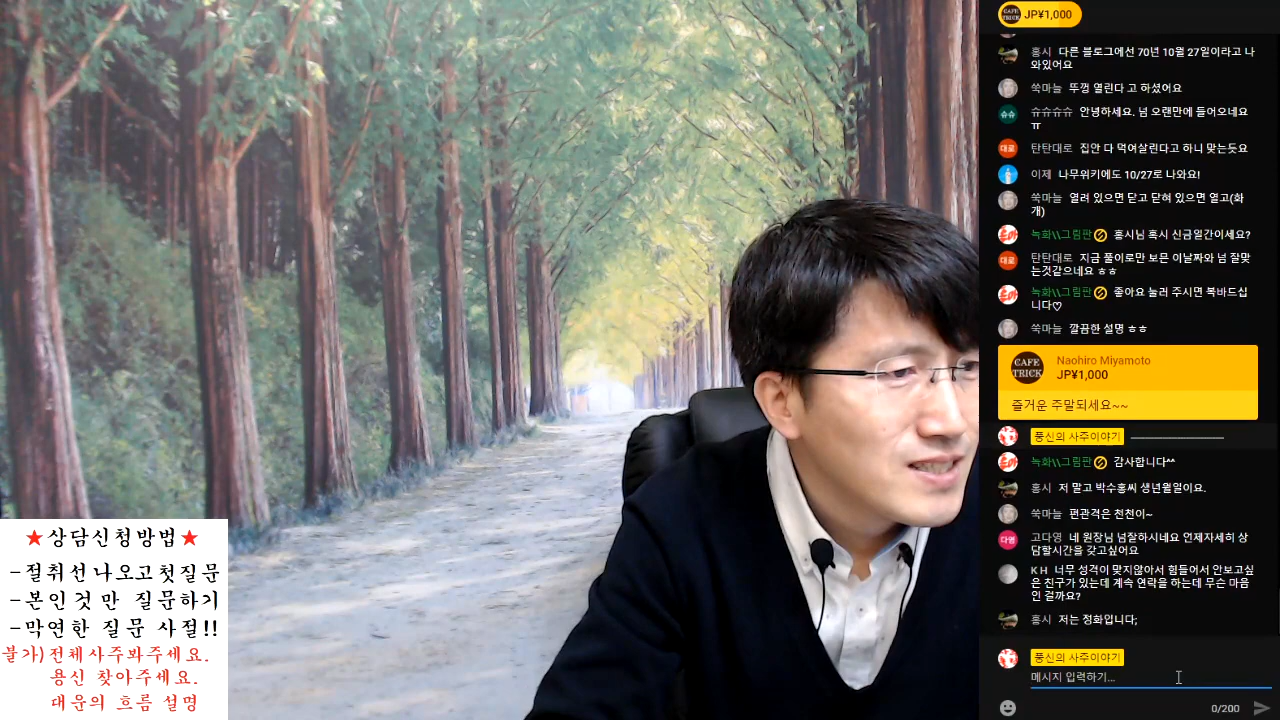 ★상담신청방법★
-절취선나오고첫질문
-본인것만 질문하기
-막연한 질문 사절!!
불가)전체사주봐주세요.
용신 찾아주세요.
대운의 흐름 설명
CAFE TRICK JP¥1,000
홍시 다른 블로그에선 70년 10월 27일이라고 나
와있어요
쑥마늘 뚜껑 열린다 고 하셨어요
슈슈 슈슈슈슈 안녕하세요. 넘 오랜만에 들어오네요
ㅠ
대로 탄탄대로 집안 다 먹여살린다고 하니 맞는듯요
이제 나무위키에도 10/27로 나와요!
쑥마늘 열려 있으면 닫고 닫혀 있으면 열고(화
개)
녹화\\그림판 홍시님 혹시 신금일간이세요?
대로 탄탄대로 지금 풀이로만 보믄 이날짜와 넘 잘맞
는것같으네요 ㅎㅎ
녹화\\그림판 좋아요 눌러 주시면 복바드십
니다♡
쑥마늘 깔끔한 설명 ㅎㅎ
CAFE TRICK
Naohiro Miyamoto
JP¥1,000
즐거운 주말되세요~~
풍신의 사주이야기 ─────────
녹화\\그림판 감사합니다^^
홍시 저 말고 박수홍씨 생년월일이요.
쑥마늘 편관격은 천천이~
다영 고다영 네 원장님 넘잘하시네요 언제자세히 상
담할시간을 갖고싶어요
K H 너무 성격이 맞지않아서 힘들어서 안보고싶
은 친구가 있는데 계속 연락을 하는데 무슨 마음
인 걸까요?
홍시 저는 정화입니다;
풍신의 사주이야기
메시지 입력하기...
0/200